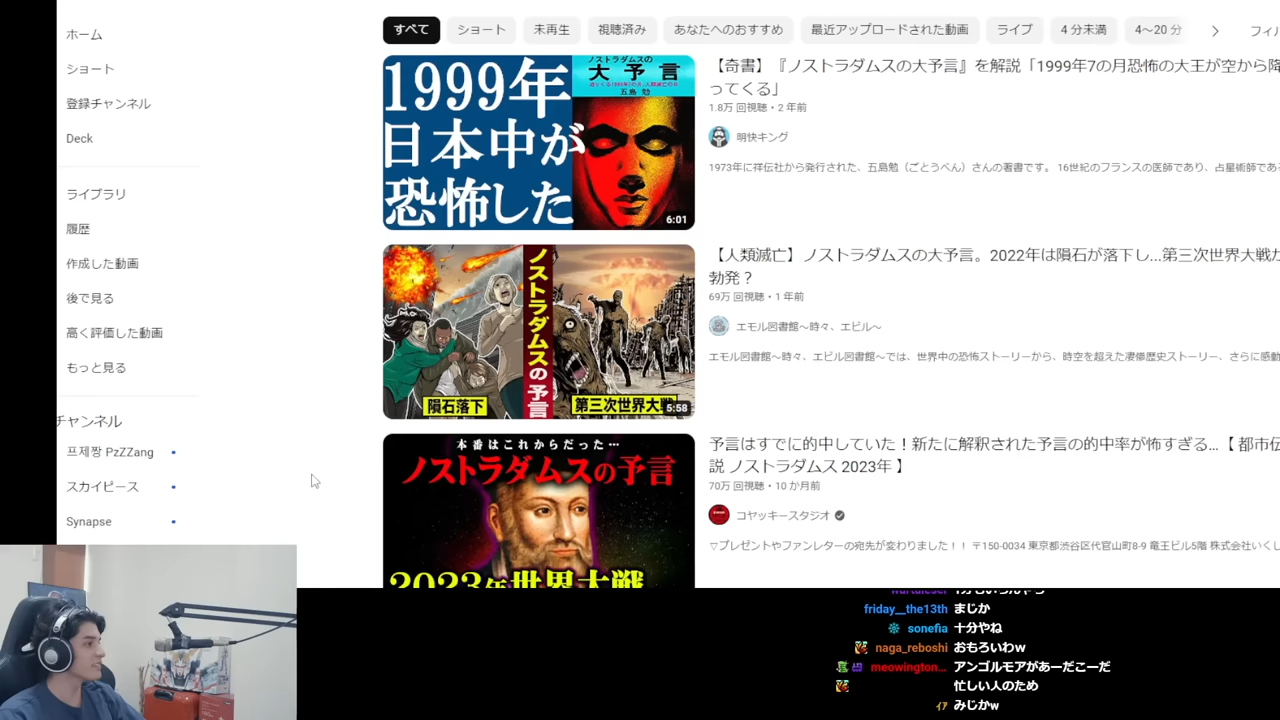 ホーム
ショート
登録チャンネル
Deck
ライブラリ
履歴
作成した動画
後で見る
高く評価した動画
もっと見る
チャンネル
프제짱 PzZZang
スカイピース
Synapse
すべて
ショート
未再生
視聴済み
あなたへのおすすめ
最近アップロードされた動画
ライブ
4 分未満
4～20 分
フィル
1999年
日本中が
恐怖した
ノストラダムスの
大予言
五島 勉
6:01
【奇書】『ノストラダムスの大予言』を解説「1999年7の月恐怖の大王が空から降
ってくる」
1.8万 回視聴・2 年前
明快キング
1973年に祥伝社から発行された、五島勉（ごとうべん）さんの著書です。 16世紀のフランスの医師であり、占星術師であ
ノストラダムスの予言
隕石落下
第三次世界大戦
5:58
【人類滅亡】ノストラダムスの大予言。2022年は隕石が落下し...第三次世界大戦が
勃発？
69万 回視聴・1 年前
エモル図書館～時々、エビル～
エモル図書館～時々、エビル図書館～では、世界中の恐怖ストーリーから、時空を超えた凄惨歴史ストーリー、さらに感動
本番はこれからだった…
ノストラダムスの予言
2023年世界大戦
予言はすでに的中していた！新たに解釈された予言の的中率が怖すぎる...【 都市伝
説 ノストラダムス 2023年 】
70万 回視聴・10 か月前
コヤッキースタジオ
▽プレゼントやファンレターの宛先が変わりました！！ 〒150-0034 東京都渋谷区代官山町8-9 竜王ビル5階 株式会社いくし
friday__the13th まじか
sonefia 十分やね
naga_reboshi おもろいわw
meowington... アンゴルモアがあーだこーだ
忙しい人のため
みじかw